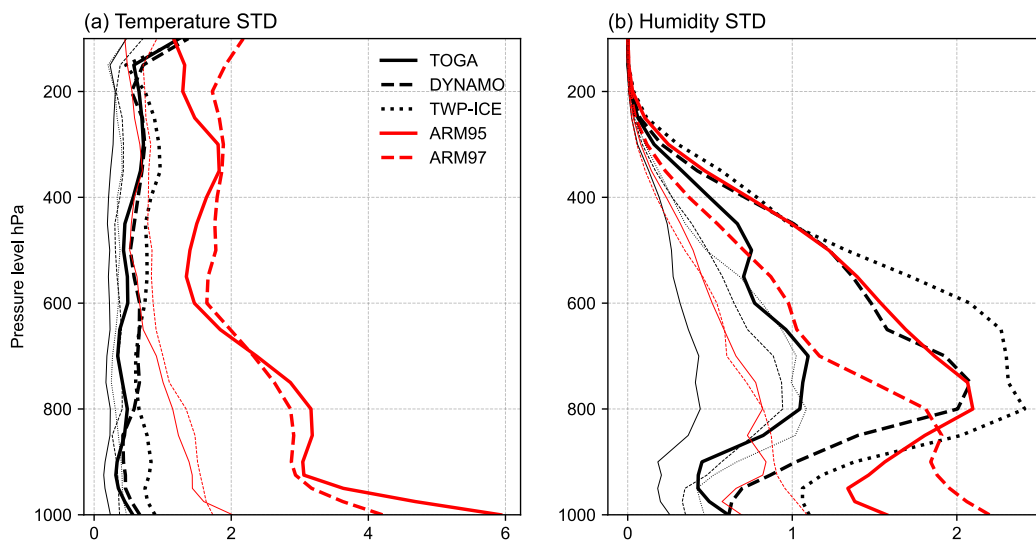 (a) Temperature STD
(b) Humidity STD
TOGA
DYNAMO
TWP-ICE
ARM95
ARM97
Pressure level hPa
200
400
600
800
1000
0
2
4
6
200
400
600
800
1000
0
1
2